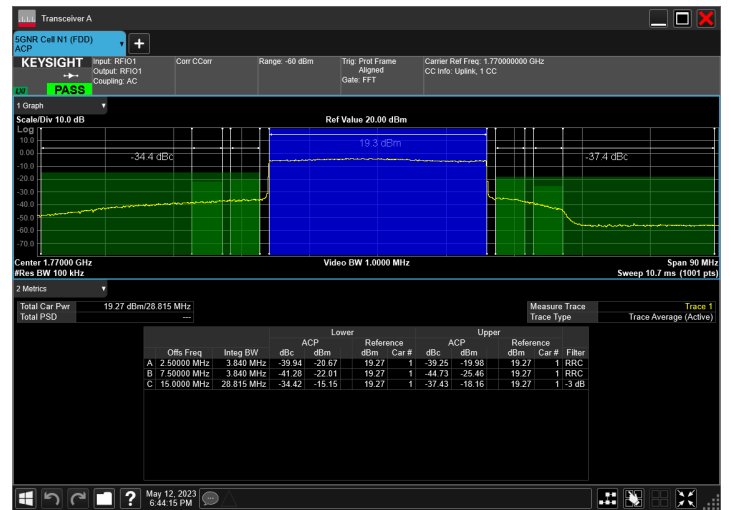 Transceiver A
5GNR Cell N1 (FDD)
ACP
KEYSIGHT
LXI
PASS
Input: RFIO1
Output: RFIO1
Coupling: AC
Corr CCorr
Range: -60 dBm
Trig: Prot Frame
Aligned
Gate: FFT
Carrier Ref Freq: 1.770000000 GHz
CC Info: Uplink, 1 CC
1 Graph
Scale/Div 10.0 dB
Ref Value 20.00 dBm
Log
10.0
0.00
-10.0
-20.0
-30.0
-40.0
-50.0
-60.0
-70.0
-34.4 dBc
19.3 dBm
-37.4 dBc
Center 1.77000 GHz
Video BW 1.0000 MHz
Span 90 MHz
#Res BW 100 kHz
Sweep 10.7 ms (1001 pts)
2 Metrics
Total Car Pwr 19.27 dBm/28.815 MHz
Total PSD ---
Measure Trace Trace 1
Trace Type Trace Average (Active)
Lower Upper
ACP Reference ACP Reference
Offs Freq Integ BW dBc dBm dBm Car # dBc dBm dBm Car # Filter
A 2.50000 MHz 3.840 MHz -39.94 -20.67 19.27 1 -39.25 -19.98 19.27 1 RRC
B 7.50000 MHz 3.840 MHz -41.28 -22.01 19.27 1 -44.73 -25.46 19.27 1 RRC
C 15.0000 MHz 28.815 MHz -34.42 -15.15 19.27 1 -37.43 -18.16 19.27 1 -3 dB
?
May 12, 2023
6:44:15 PM